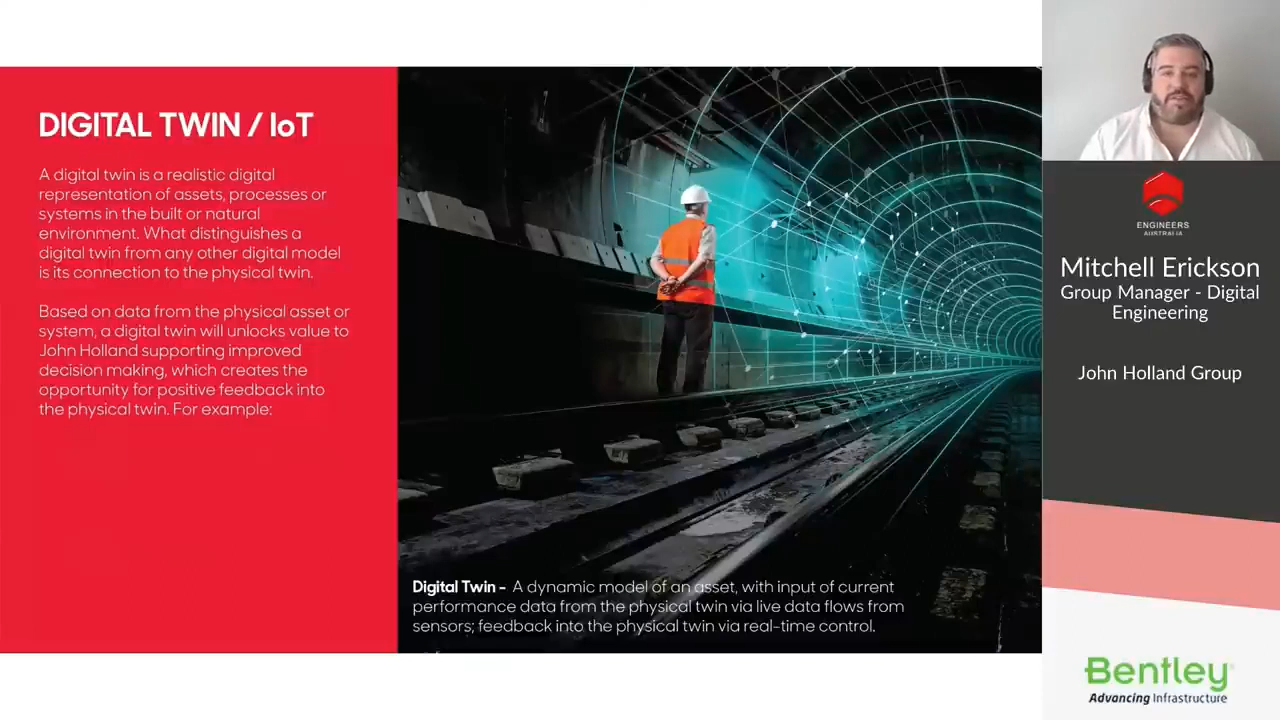 DIGITAL TWIN / IoT
A digital twin is a realistic digital
representation of assets, processes or
systems in the built or natural
environment. What distinguishes a
digital twin from any other digital model
is its connection to the physical twin.
Based on data from the physical asset or
system, a digital twin will unlocks value to
John Holland supporting improved
decision making, which creates the
opportunity for positive feedback into
the physical twin. For example:
Digital Twin - A dynamic model of an asset, with input of current
performance data from the physical twin via live data flows from
sensors; feedback into the physical twin via real-time control.
ENGINEERS
AUSTRALIA
Mitchell Erickson
Group Manager - Digital
Engineering
John Holland Group
Bentley
Advancing Infrastructure